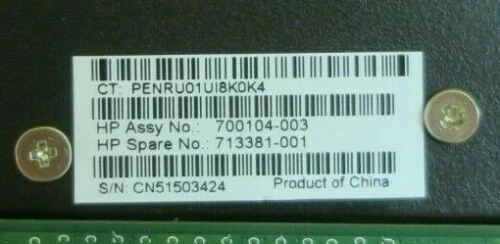 CT: PENRU01UI8K0K4
HP Assy No.: 700104-003
HP Spare No.: 713381-001
S/N: CN51503424 Product of China